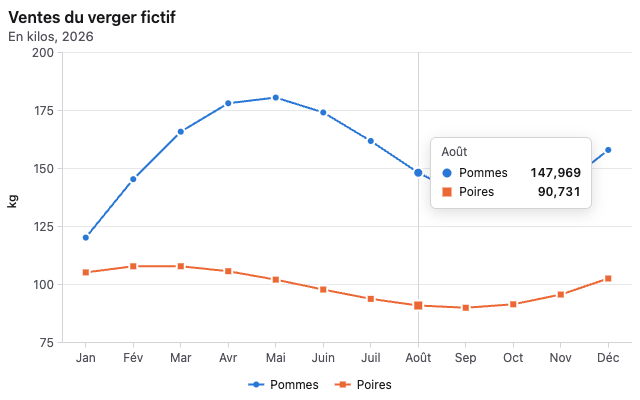 Ventes du verger fictif
En kilos, 2026
200
175
150
125
100
75
kg
Août
Pommes 147,969
Poires 90,731
Jan Fév Mar Avr Mai Juin Juil Août Sep Oct Nov Déc
Pommes Poires